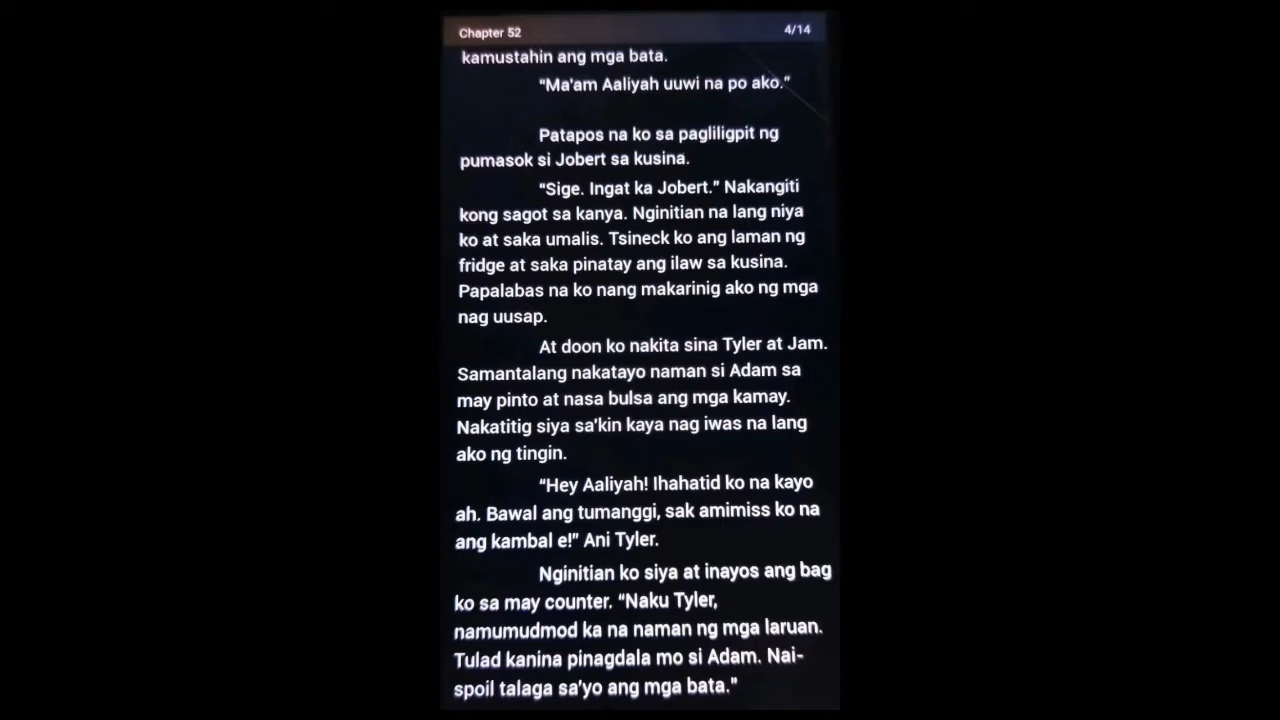 Chapter 52
4/14
kamustahin ang mga bata.
"Ma'am Aaliyah uuwi na po ako."
Patapos na ko sa pagliligpit ng
pumasok si Jobert sa kusina.
"Sige. Ingat ka Jobert." Nakangiti
kong sagot sa kanya. Nginitian na lang niya
ko at saka umalis. Tsineck ko ang laman ng
fridge at saka pinatay ang ilaw sa kusina.
Papalabas na ko nang makarinig ako ng mga
nag uusap.
At doon ko nakita sina Tyler at Jam.
Samantalang nakatayo naman si Adam sa
may pinto at nasa bulsa ang mga kamay.
Nakatitig siya sa'kin kaya nag iwas na lang
ako ng tingin.
“Hey Aaliyah! Ihahatid ko na kayo
ah. Bawal ang tumanggi, sak amimiss ko na
ang kambal e!” Ani Tyler.
Nginitian ko siya at inayos ang bag
ko sa may counter. “Naku Tyler,
namumudmod ka na naman ng mga laruan.
Tulad kanina pinagdala mo si Adam. Nai-
spoil talaga sa’yo ang mga bata.”